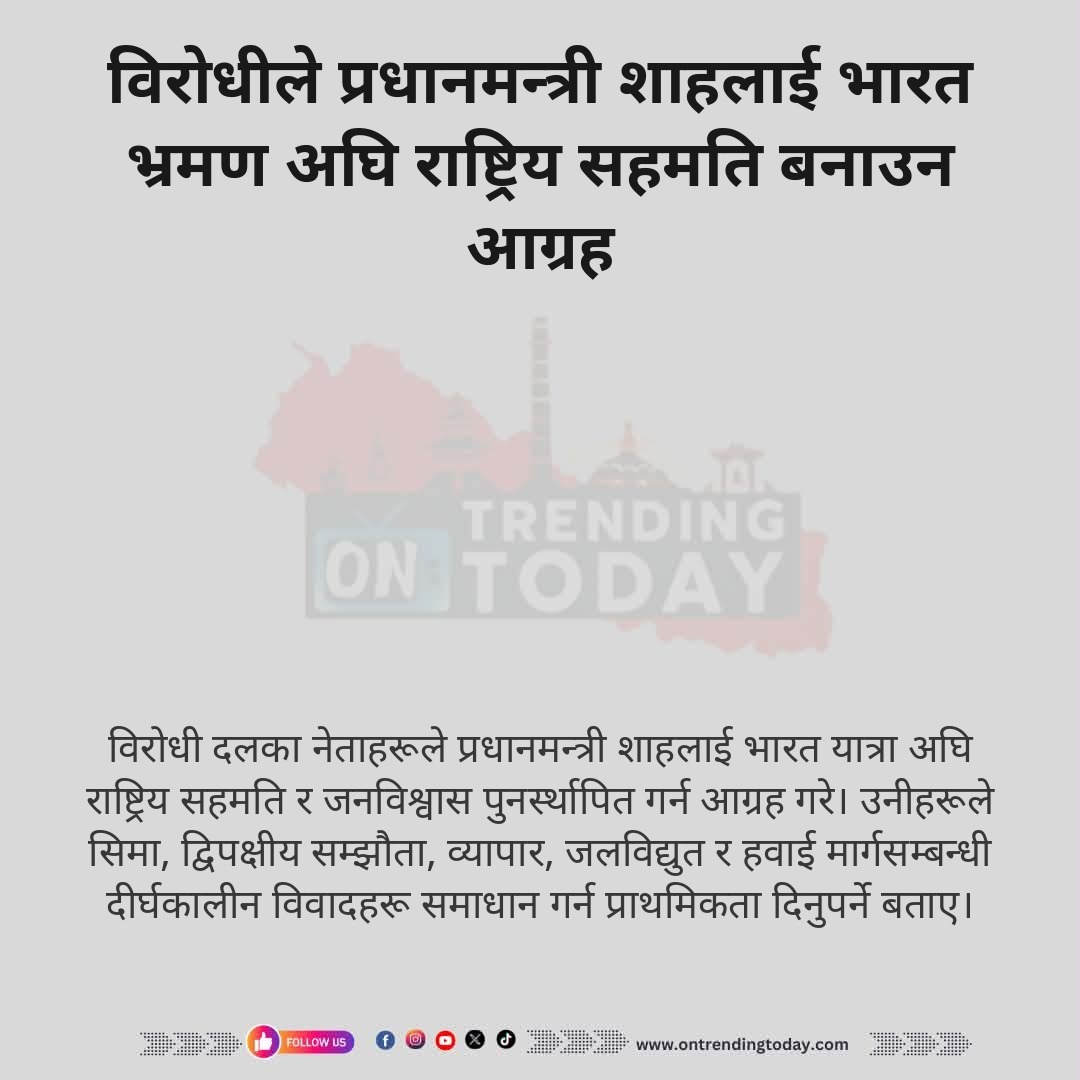 विरोधीले प्रधानमन्त्री शाहलाई भारत
भ्रमण अघि राष्ट्रिय सहमति बनाउन
आग्रह
TRENDING
ON TODAY
विरोधी दलका नेताहरूले प्रधानमन्त्री शाहलाई भारत यात्रा अघि
राष्ट्रिय सहमति र जनविश्वास पुनर्स्थापित गर्न आग्रह गरे। उनीहरूले
सिमा, द्विपक्षीय सम्झौता, व्यापार, जलविद्युत र हवाई मार्गसम्बन्धी
दीर्घकालीन विवादहरू समाधान गर्न प्राथमिकता दिनुपर्ने बताए।
FOLLOW US www.ontrendingtoday.com